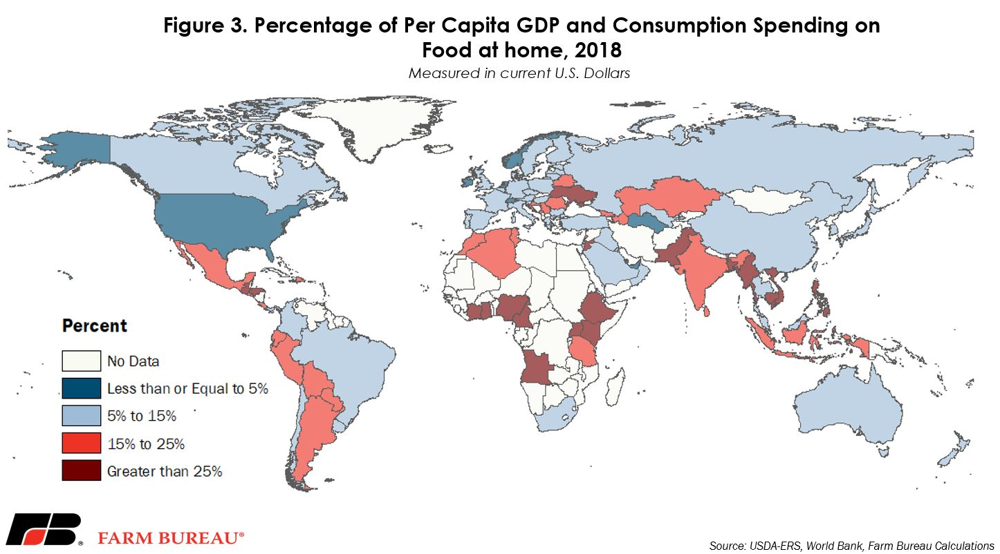 Figure 3. Percentage of Per Capita GDP and Consumption Spending on
Food at home, 2018
Measured in current U.S. Dollars
Percent
No Data
Less than or Equal to 5%
5% to 15%
15% to 25%
Greater than 25%
FB®
FARM BUREAU®
Source: USDA-ERS, World Bank, Farm Bureau Calculations